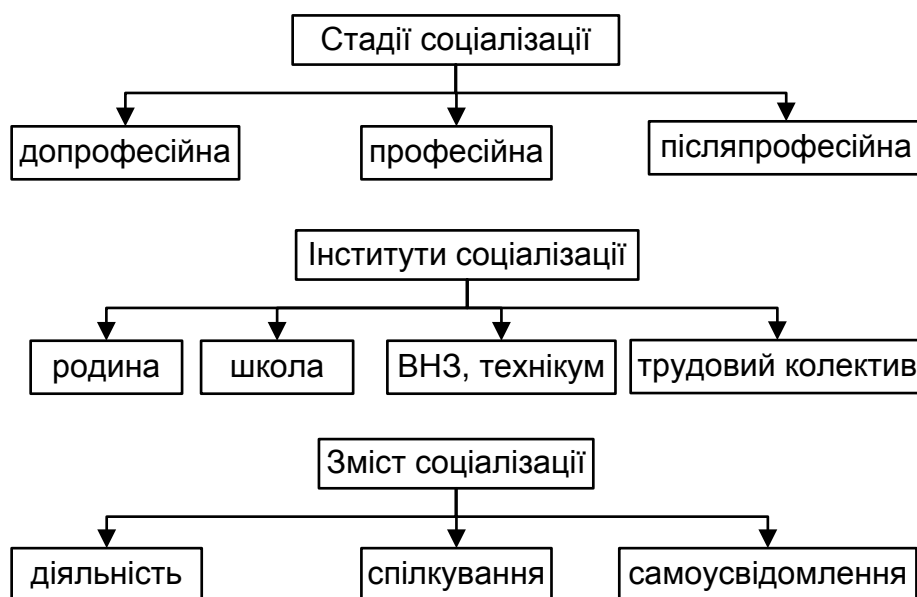 Стадії соціалізації
допрофесійна професійна післяпрофесійна
Інститути соціалізації
родина школа ВНЗ, технікум трудовий колектив
Зміст соціалізації
діяльність спілкування самоусвідомлення